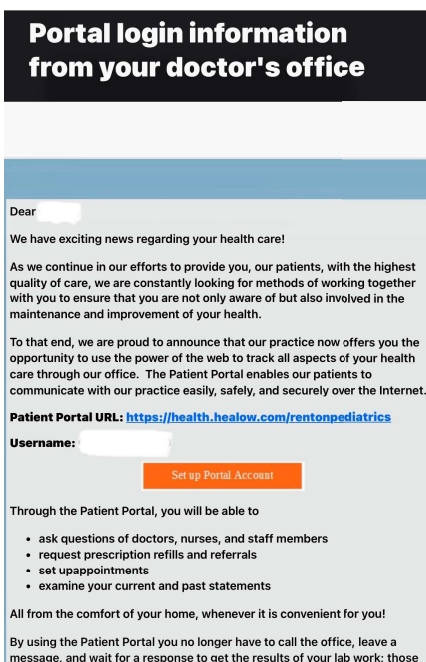 Portal login information
from your doctor's office
Dear
We have exciting news regarding your health care!
As we continue in our efforts to provide you, our patients, with the highest
quality of care, we are constantly looking for methods of working together
with you to ensure that you are not only aware of but also involved in the
maintenance and improvement of your health.
To that end, we are proud to announce that our practice now offers you the
opportunity to use the power of the web to track all aspects of your health
care through our office. The Patient Portal enables our patients to
communicate with our practice easily, safely, and securely over the Internet.
Patient Portal URL: https://health.healow.com/rentonpediatrics
Username:
Set up Portal Account
Through the Patient Portal, you will be able to
• ask questions of doctors, nurses, and staff members
• request prescription refills and referrals
• set upappointments
• examine your current and past statements
All from the comfort of your home, whenever it is convenient for you!
By using the Patient Portal you no longer have to call the office, leave a
message, and wait for a response to get the results of your lab work; those